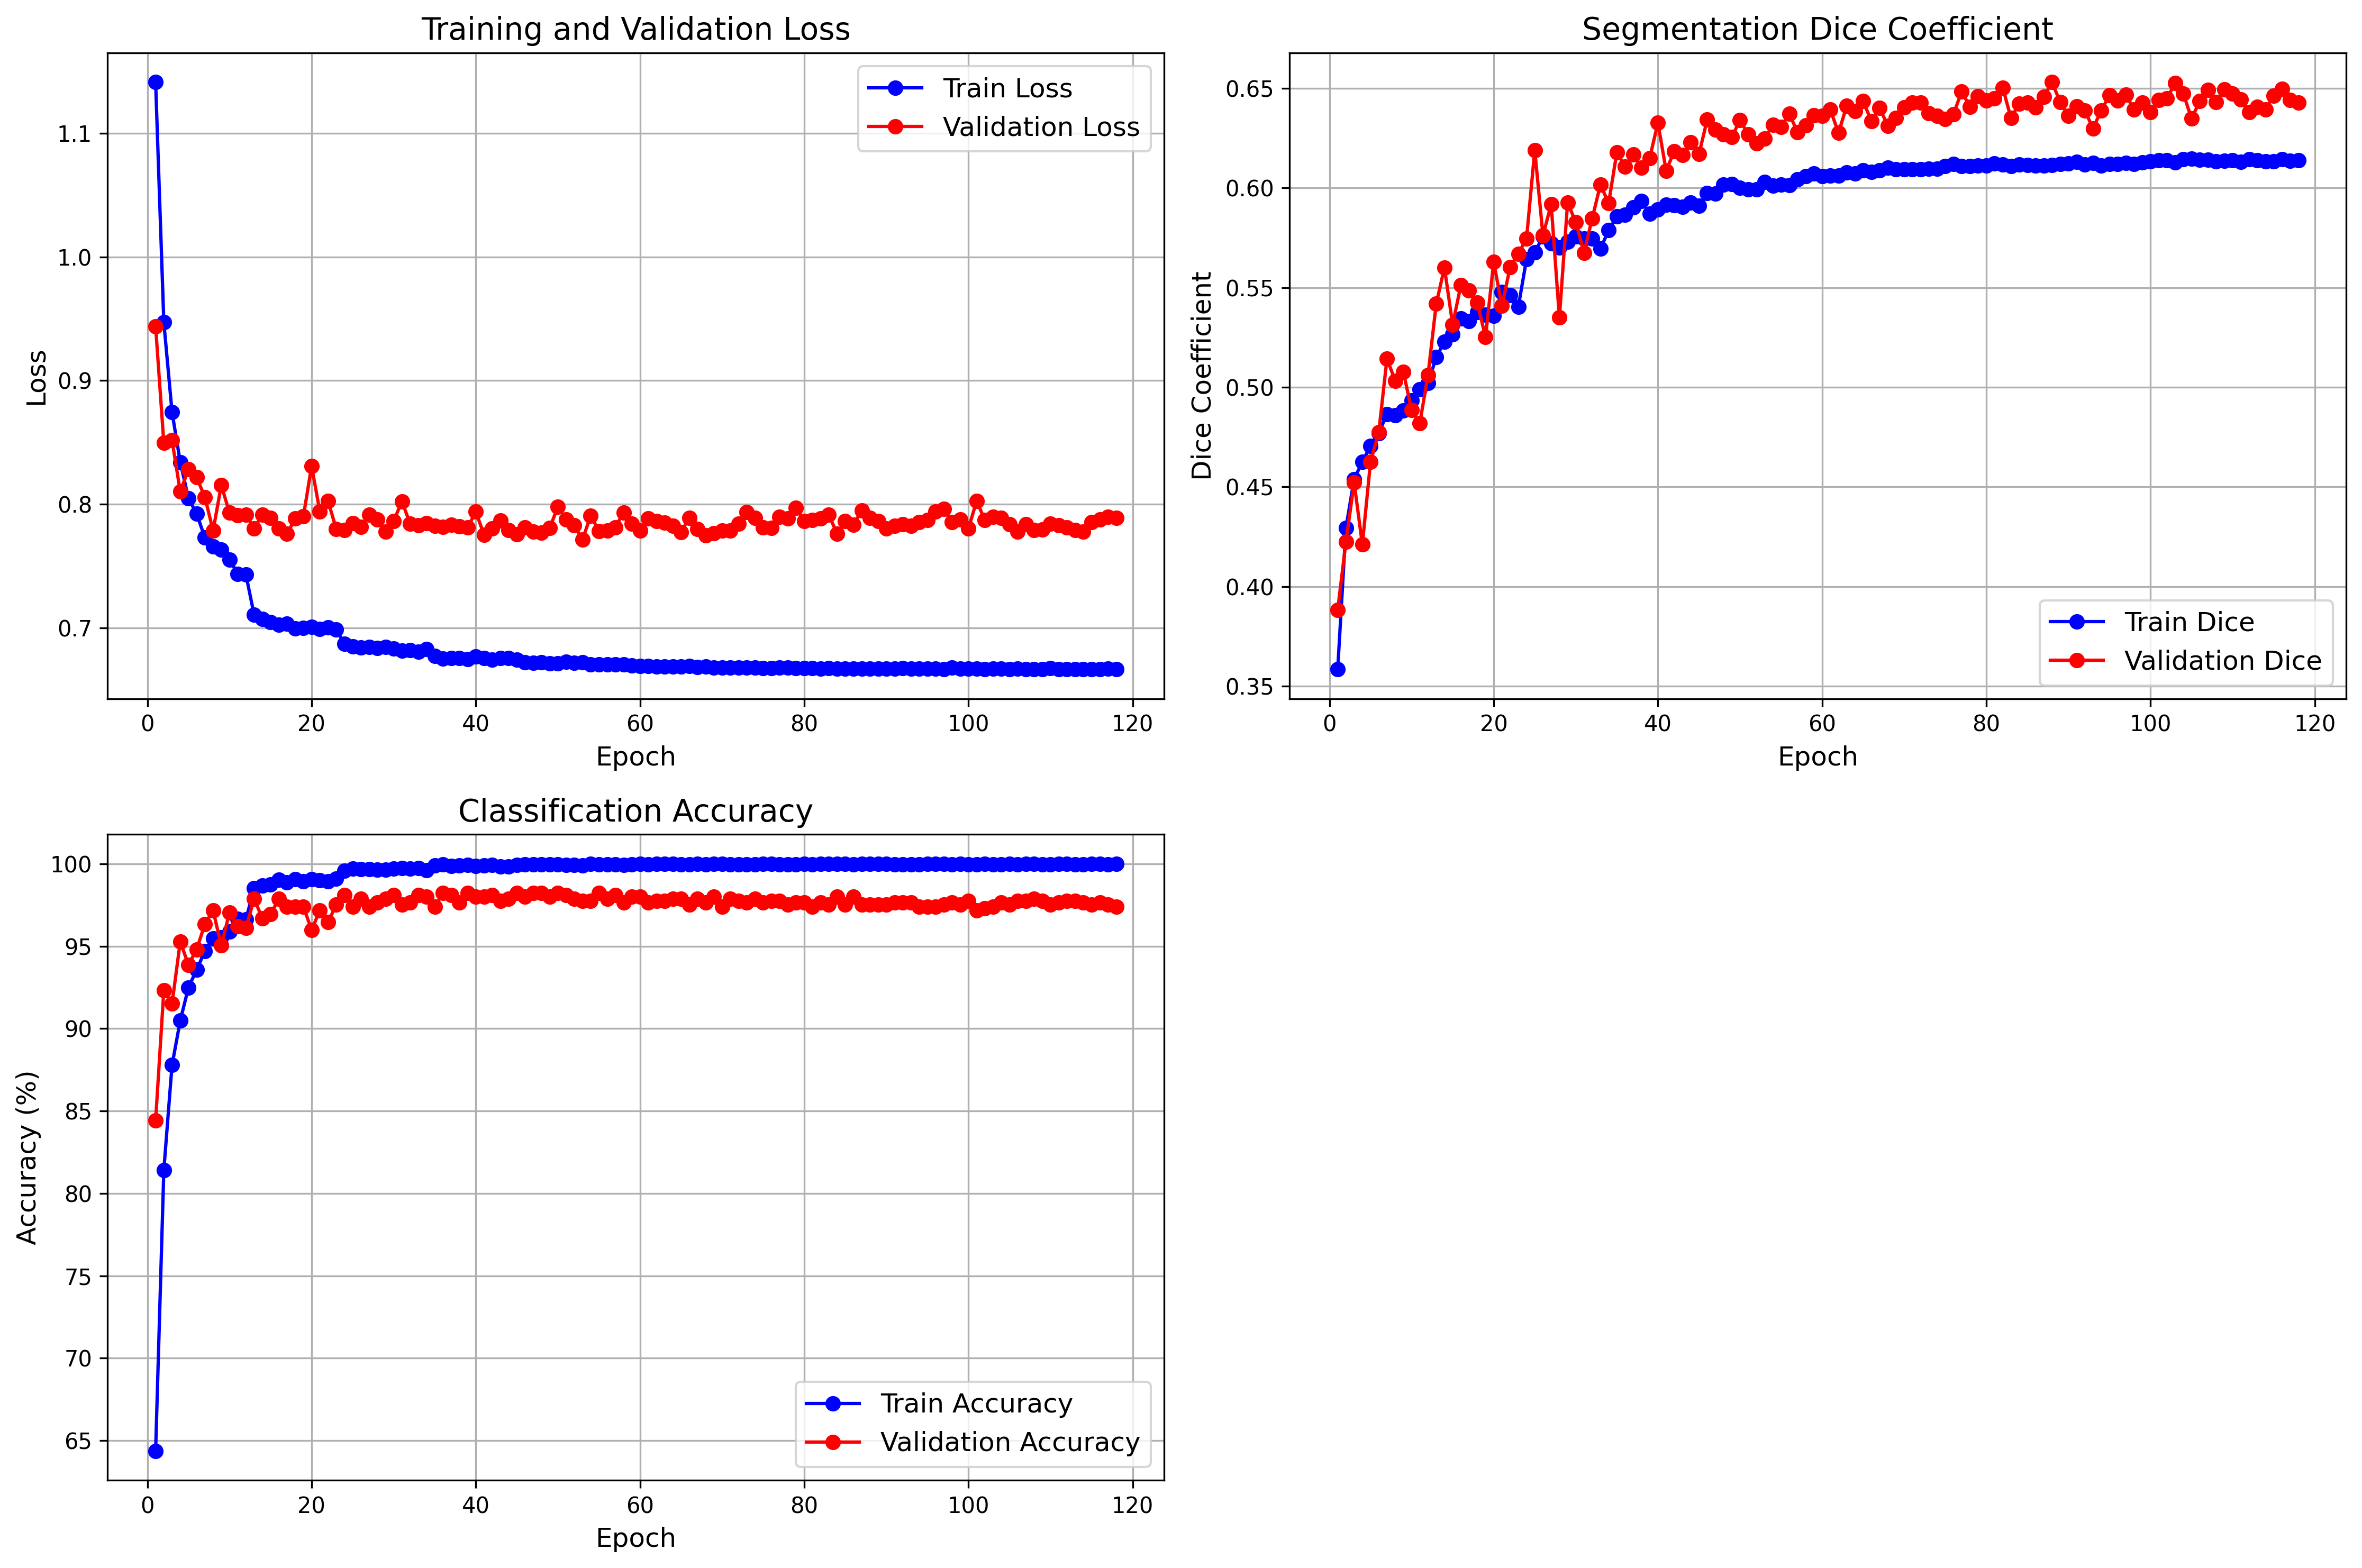 Training and Validation Loss
Loss
1.1
1.0
0.9
0.8
0.7
Train Loss
Validation Loss
0 20 40 60 80 100 120
Epoch
Segmentation Dice Coefficient
Dice Coefficient
0.65
0.60
0.55
0.50
0.45
0.40
0.35
Train Dice
Validation Dice
0 20 40 60 80 100 120
Epoch
Classification Accuracy
Accuracy (%)
100
95
90
85
80
75
70
65
Train Accuracy
Validation Accuracy
0 20 40 60 80 100 120
Epoch